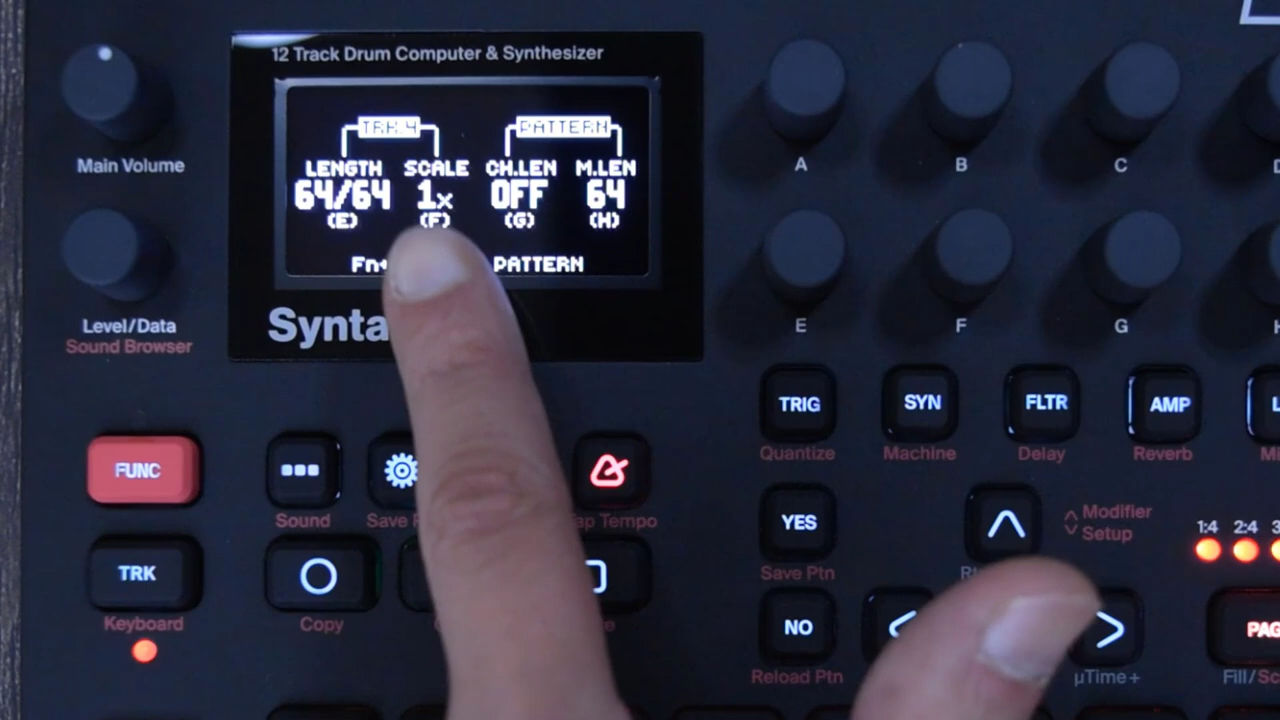 12 Track Drum Computer & Synthesizer
TRK.4
PATTERN
LENGTH
SCALE
CH.LEN
M.LEN
64/64
1x
OFF
64
(E)
(F)
(G)
(H)
PATTERN
Main Volume
Level/Data
Sound Browser
A
B
C
E
F
G
TRIG
SYN
FLTR
AMP
Quantize
Machine
Delay
Reverb
FUNC
Sound
Save
Tap Tempo
YES
Save Ptn
Modifier
Setup
1:4
2:4
TRK
Keyboard
Copy
NO
Reload Ptn
μTime+
Fill/